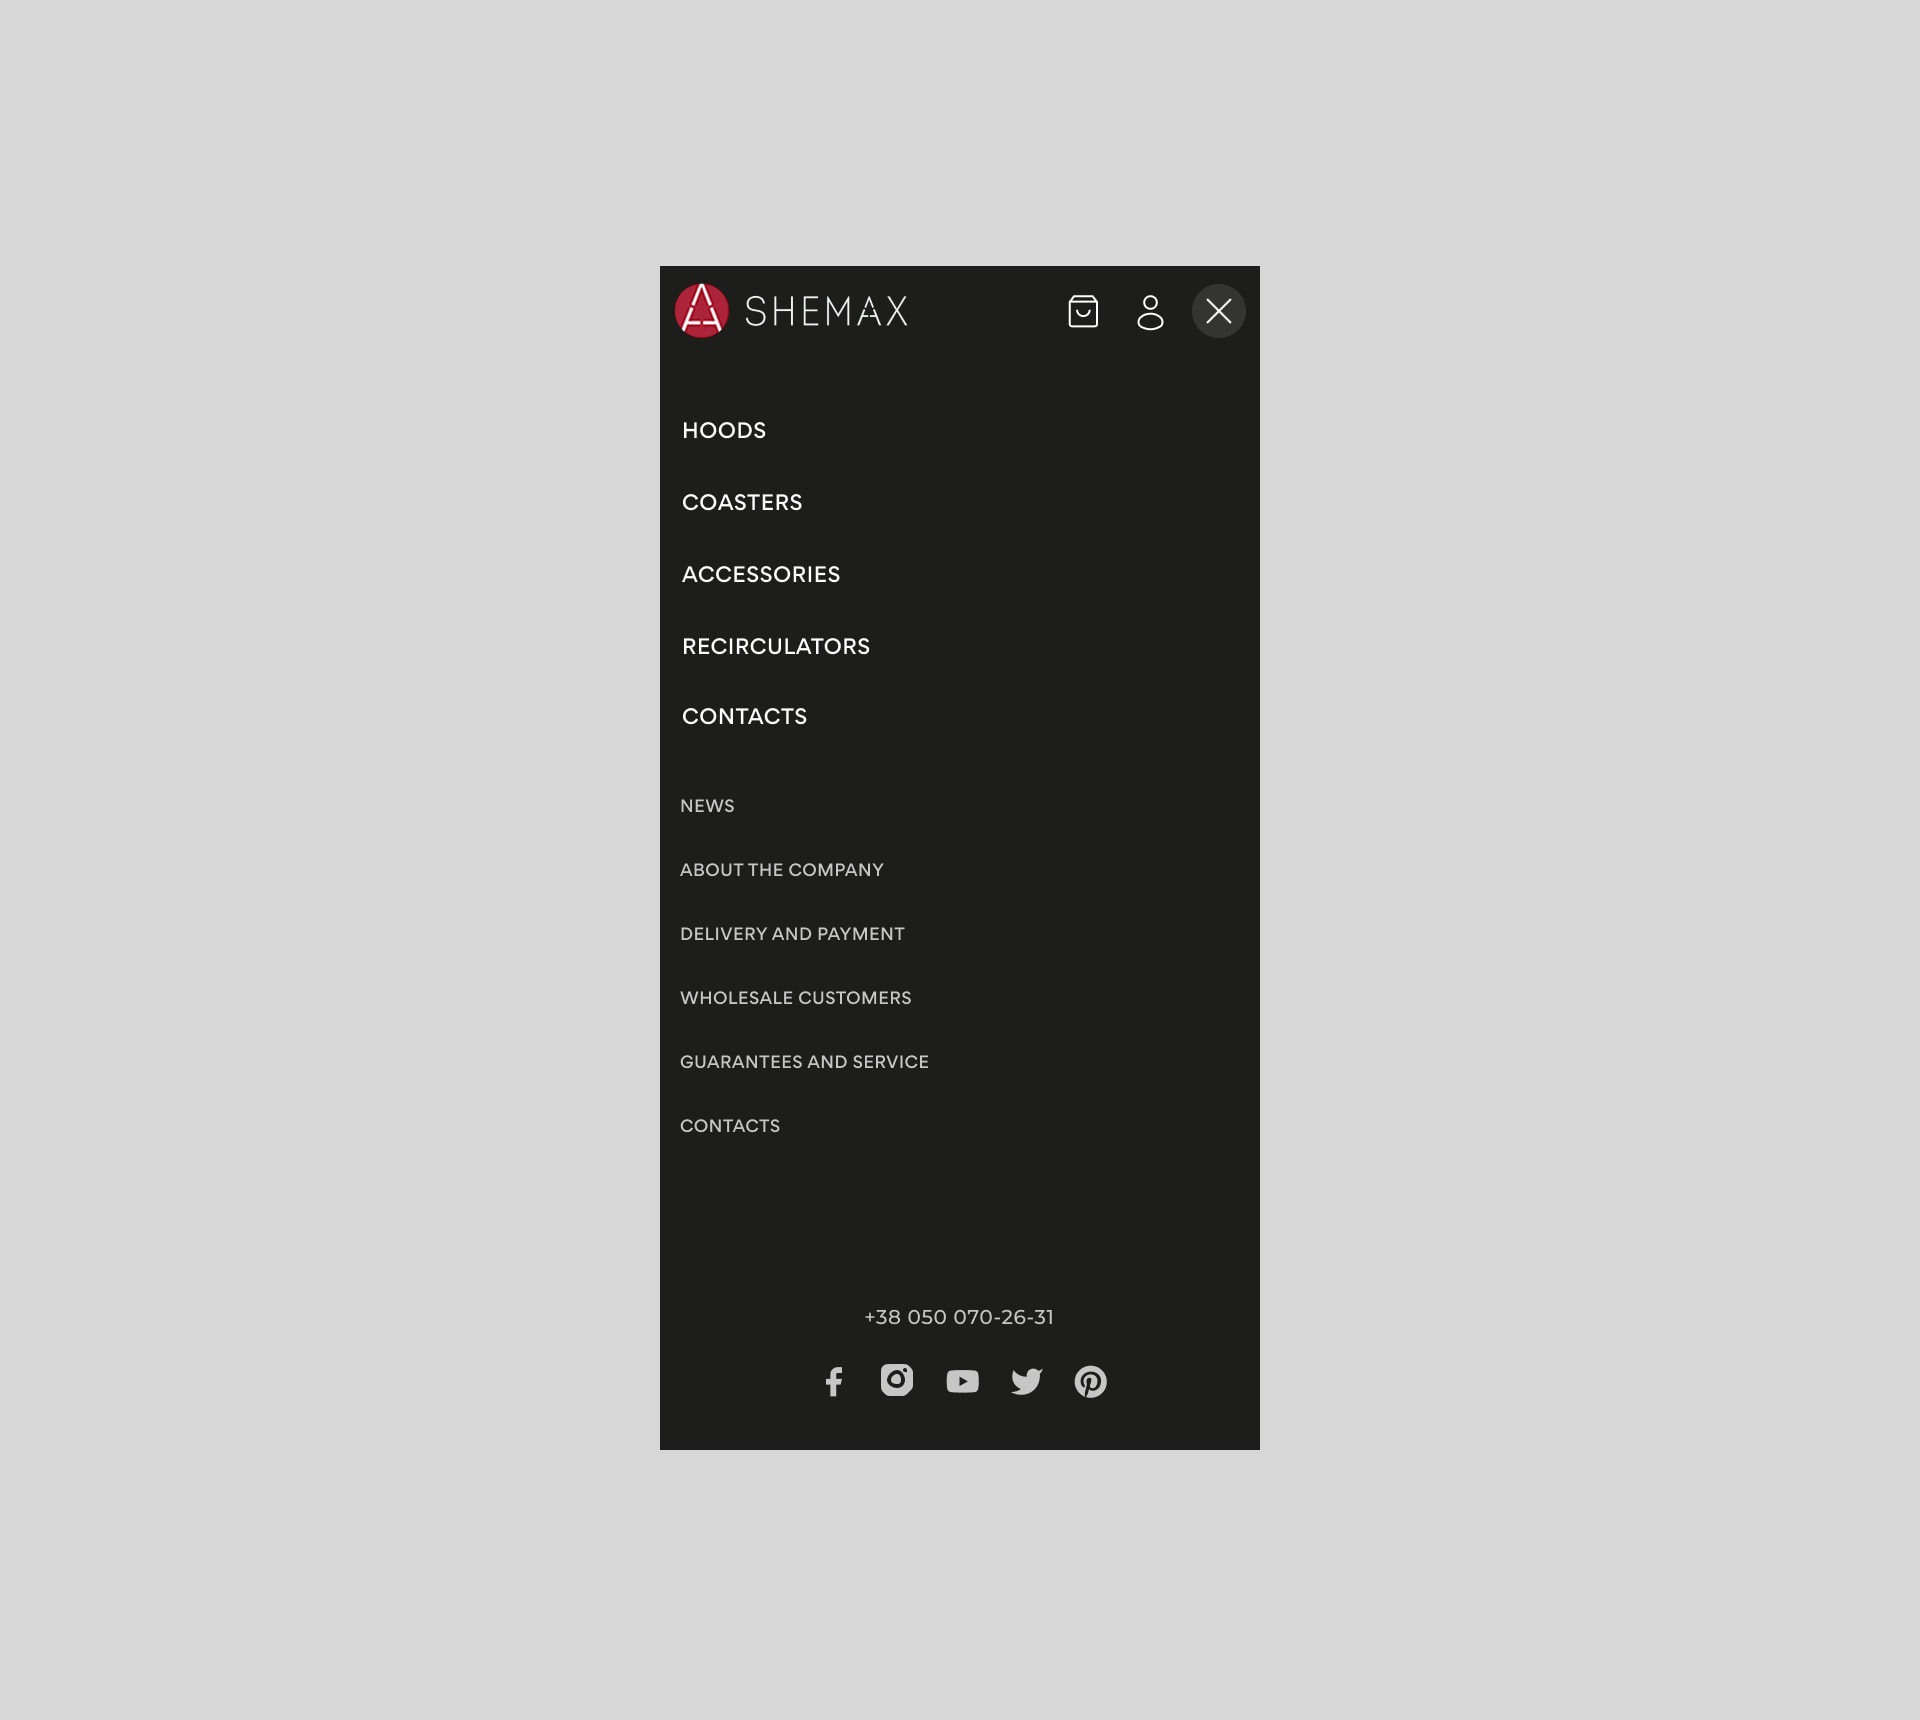 SHEMAX
HOODS
COASTERS
ACCESSORIES
RECIRCULATORS
CONTACTS
NEWS
ABOUT THE COMPANY
DELIVERY AND PAYMENT
WHOLESALE CUSTOMERS
GUARANTEES AND SERVICE
CONTACTS
+38 050 070-26-31